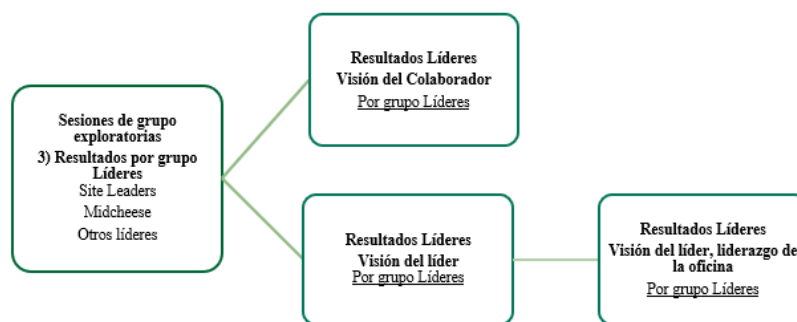 Sesiones de grupo
exploratorias
3) Resultados por grupo
Líderes
Site Leaders
Midcheese
Otros líderes
Resultados Líderes
Visión del Colaborador
Por grupo Líderes
Resultados Líderes
Visión del líder
Por grupo Líderes
Resultados Líderes
Visión del líder, liderazgo de
la oficina
Por grupo Líderes